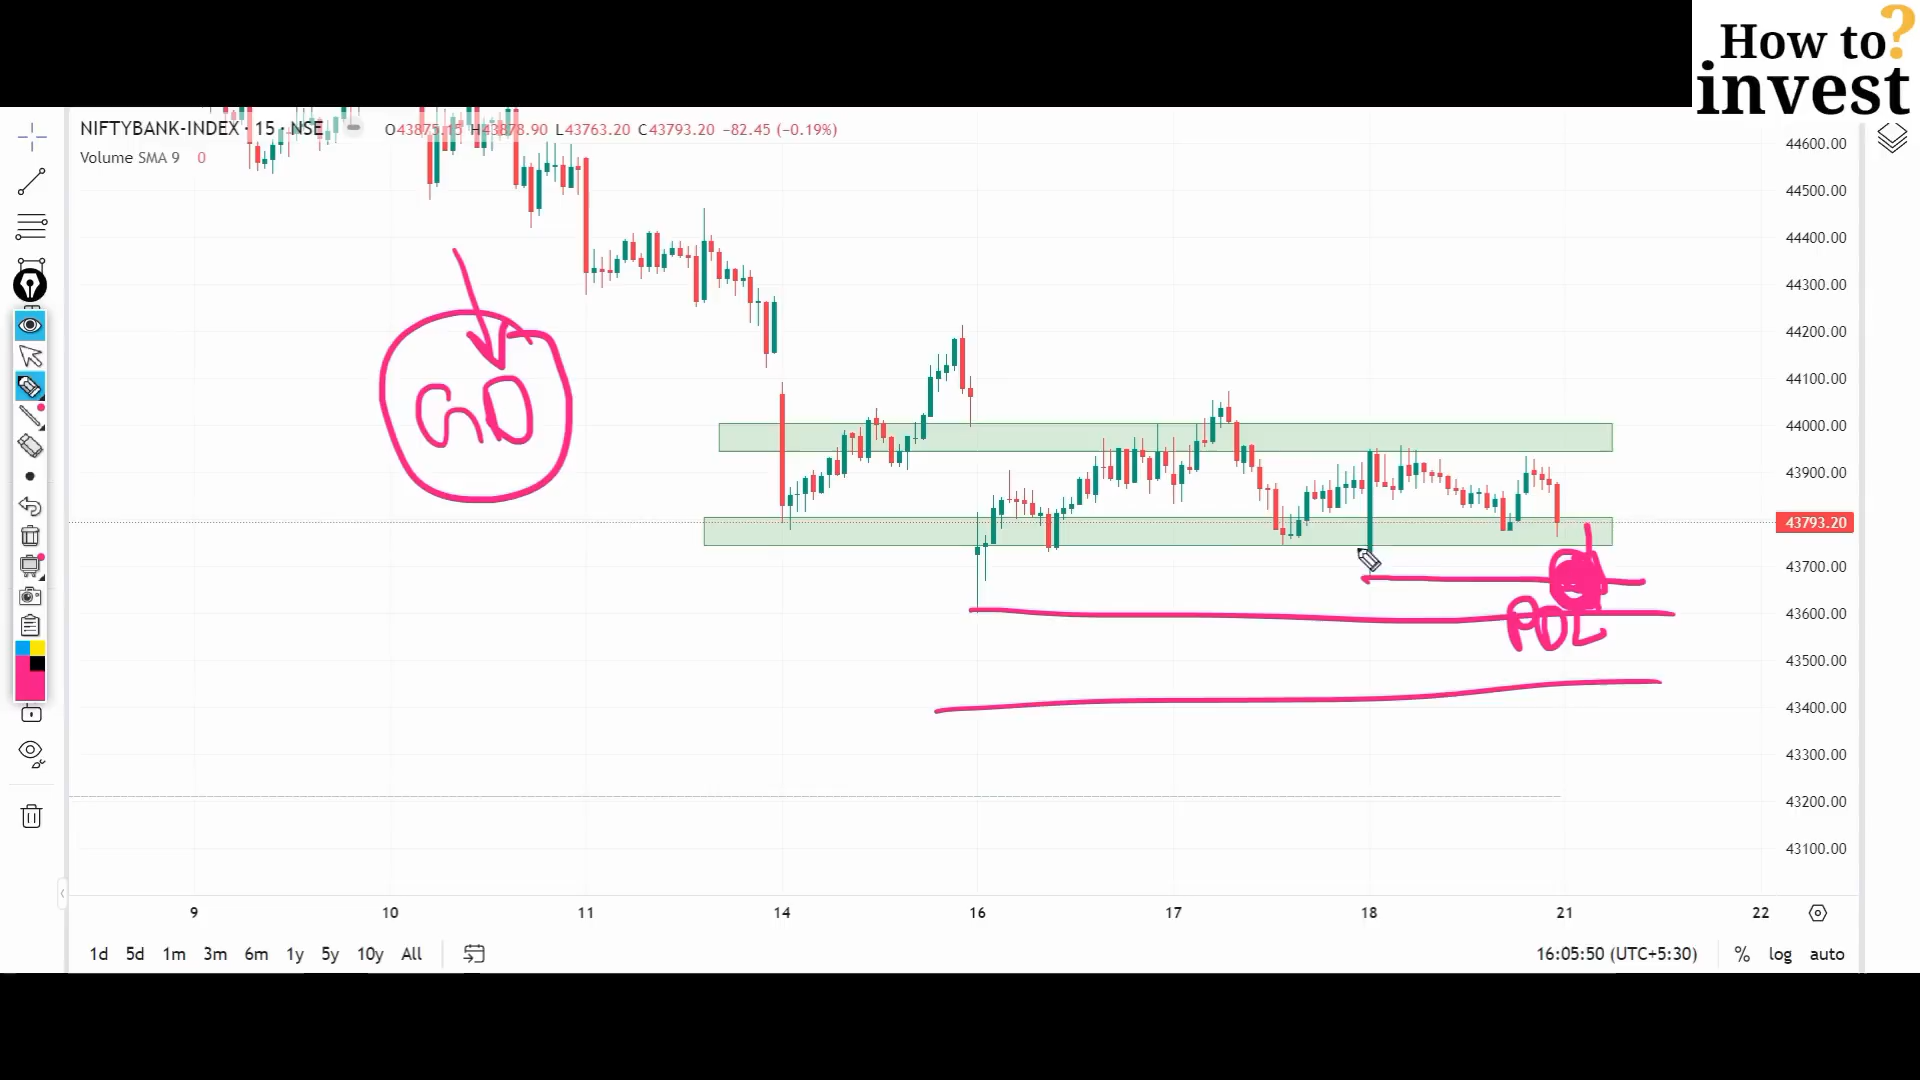 How to?
invest
NIFTYBANK-INDEX · 15 · NSE O43875.15 H43878.90 L43763.20 C43793.20 −82.45 (−0.19%)
Volume SMA 9 0
44600.00
44500.00
44400.00
44300.00
44200.00
44100.00
44000.00
43900.00
43793.20
43700.00
43600.00
43500.00
43400.00
43300.00
43200.00
43100.00
GD
PDL
9 10 11 14 16 17 18 21 22
1d 5d 1m 3m 6m 1y 5y 10y All 16:05:50 (UTC+5:30) % log auto